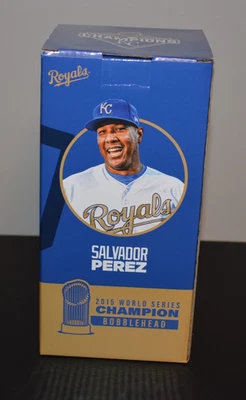 CHAMPIONS
Royals
KC
Royals
SALVADOR
PEREZ
2015 WORLD SERIES
CHAMPION
BOBBLEHEAD